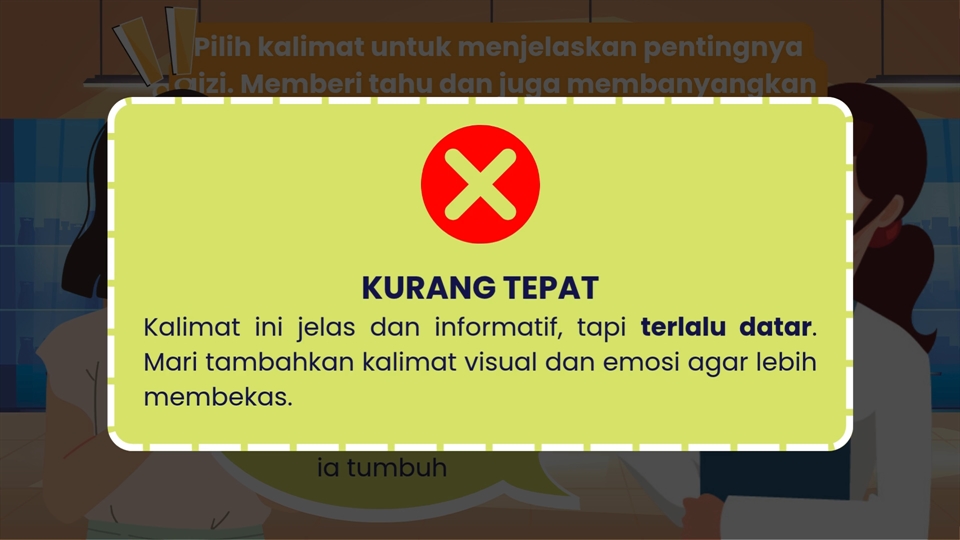 Pilih kalimat untuk menjelaskan pentingnya
gizi. Memberi tahu dan juga membanyangkan
KURANG TEPAT
Kalimat ini jelas dan informatif, tapi terlalu datar.
Mari tambahkan kalimat visual dan emosi agar lebih
membekas.
ia tumbuh